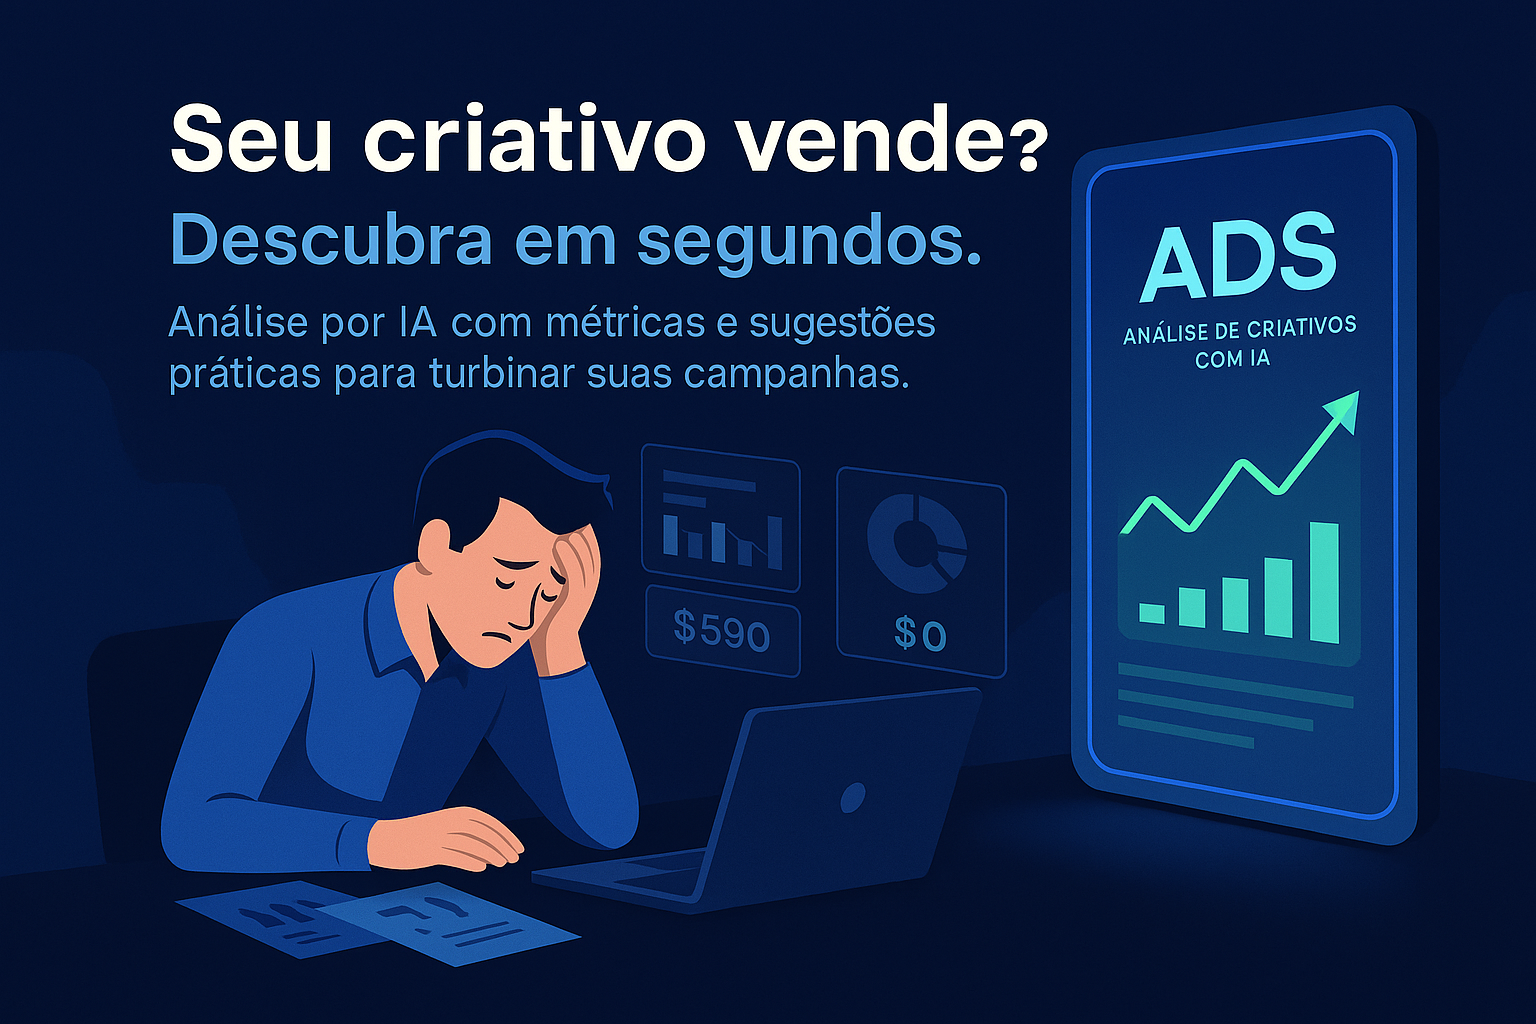 Seu criativo vende?
Descubra em segundos.
Análise por IA com métricas e sugestões
práticas para turbinar suas campanhas.
ADS
ANÁLISE DE CRIATIVOS
COM IA
$590
$0